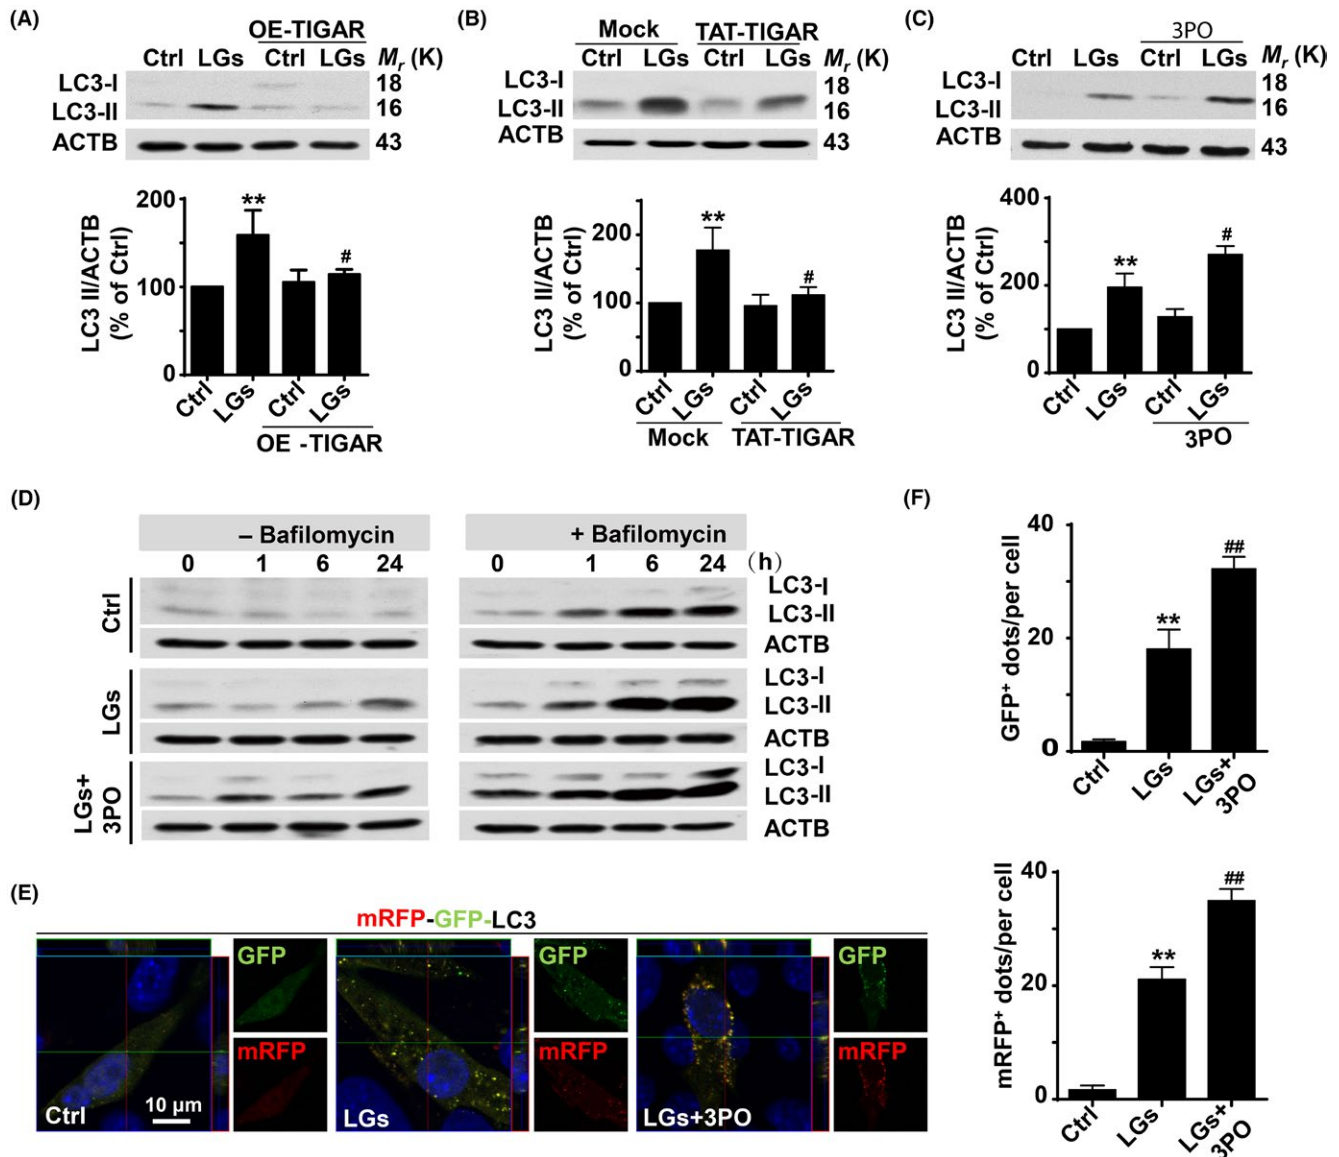 (A)
OE-TIGAR
Ctrl LGs Ctrl LGs Mr (K)
LC3-I 18
LC3-II 16
ACTB 43
LC3 II/ACTB
(% of Ctrl)
200
100
0
**
#
Ctrl LGs Ctrl LGs
OE -TIGAR
(B)
Mock TAT-TIGAR
Ctrl LGs Ctrl LGs Mr (K)
LC3-I 18
LC3-II 16
ACTB 43
LC3 II/ACTB
(% of Ctrl)
200
100
0
**
#
Ctrl LGs Ctrl LGs
Mock TAT-TIGAR
(C)
3PO
Ctrl LGs Ctrl LGs Mr (K)
LC3-I 18
LC3-II 16
ACTB 43
LC3 II/ACTB
(% of Ctrl)
400
200
0
**
#
Ctrl LGs Ctrl LGs
3PO
(D)
– Bafilomycin + Bafilomycin
0 1 6 24 0 1 6 24 (h)
Ctrl
LC3-I
LC3-II
ACTB
LGs
LC3-I
LC3-II
ACTB
LGs+
3PO
LC3-I
LC3-II
ACTB
(E)
mRFP-GFP-LC3
GFP GFP GFP
mRFP mRFP mRFP
Ctrl 10 μm LGs LGs+3PO
(F)
GFP+ dots/per cell
40
20
0
**
##
Ctrl LGs LGs+
3PO
mRFP+ dots/per cell
40
20
0
**
##
Ctrl LGs LGs+
3PO